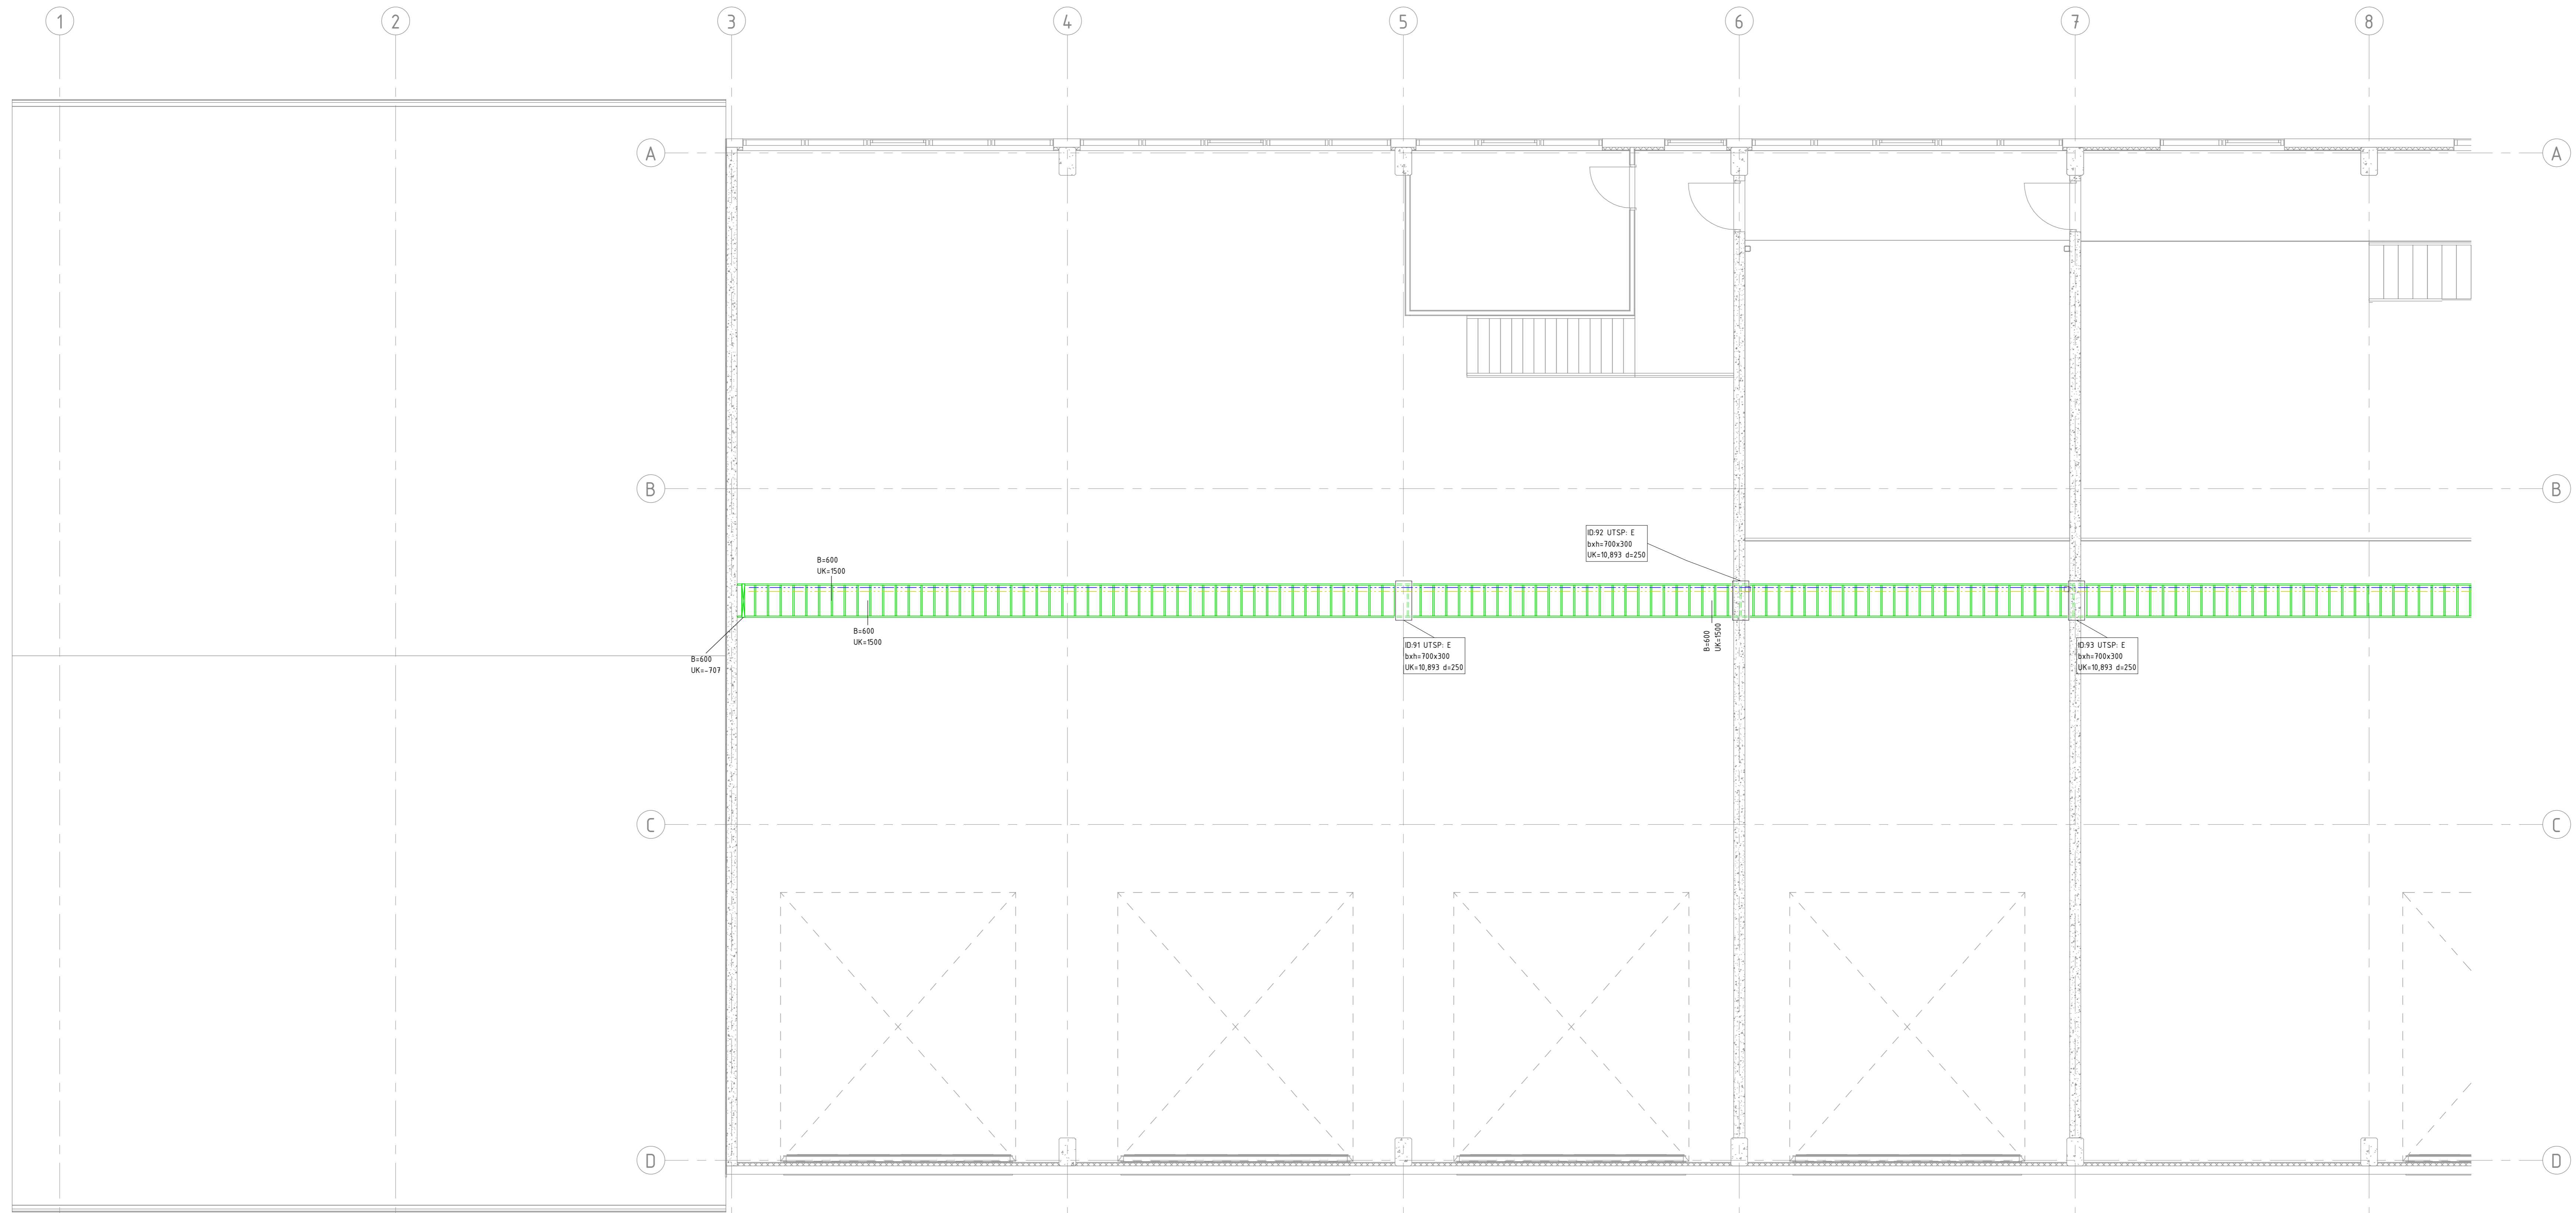 1 2 3 4 5 6 7 8
A A
B B
ID:92 UTSP: E
bxh=700x300
UK=10,893 d=250
B=600
UK=1500
B=600
UK=1500
B=600
UK=1500
B=600
UK=-707
ID:91 UTSP: E
bxh=700x300
UK=10,893 d=250
ID:93 UTSP: E
bxh=700x300
UK=10,893 d=250
C C
D D